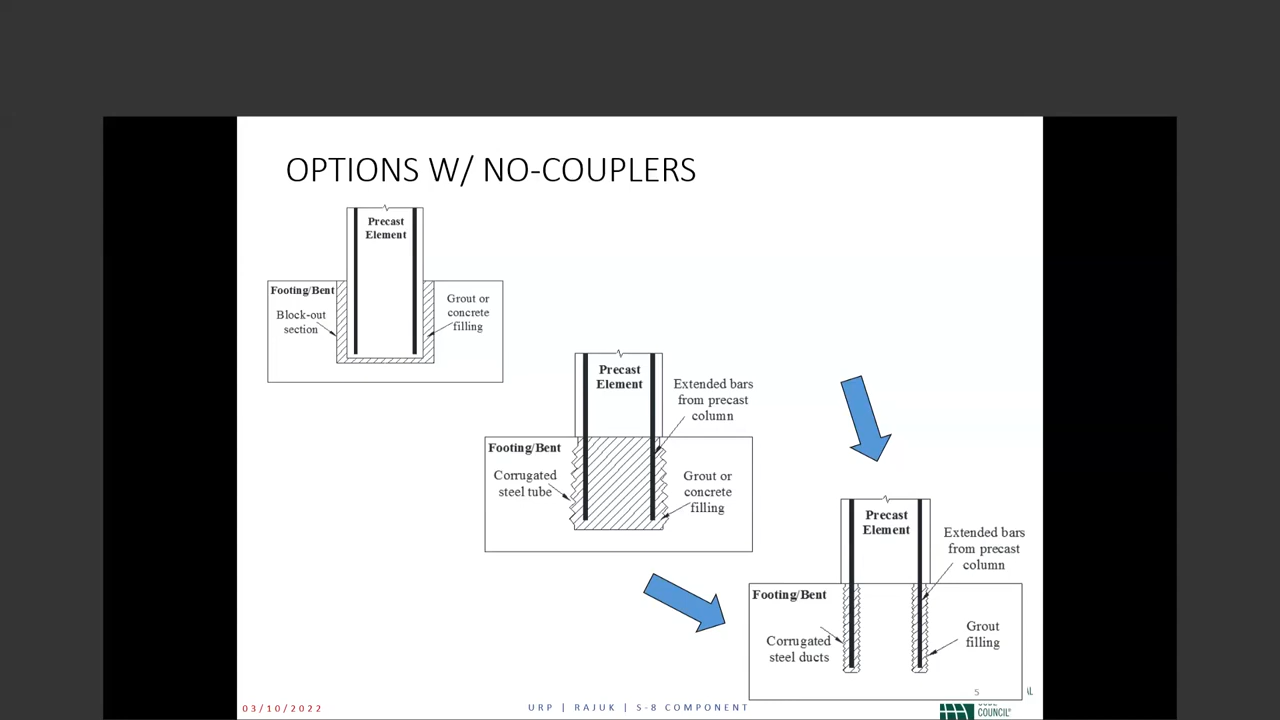 OPTIONS W/ NO-COUPLERS
Precast
Element
Footing/Bent
Block-out
section
Grout or
concrete
filling
Precast
Element
Extended bars
from precast
column
Footing/Bent
Corrugated
steel tube
Grout or
concrete
filling
Precast
Element
Extended bars
from precast
column
Footing/Bent
Corrugated
steel ducts
Grout
filling
03/10/2022
URP | RAJUK | S-8 COMPONENT
COUNCIL®